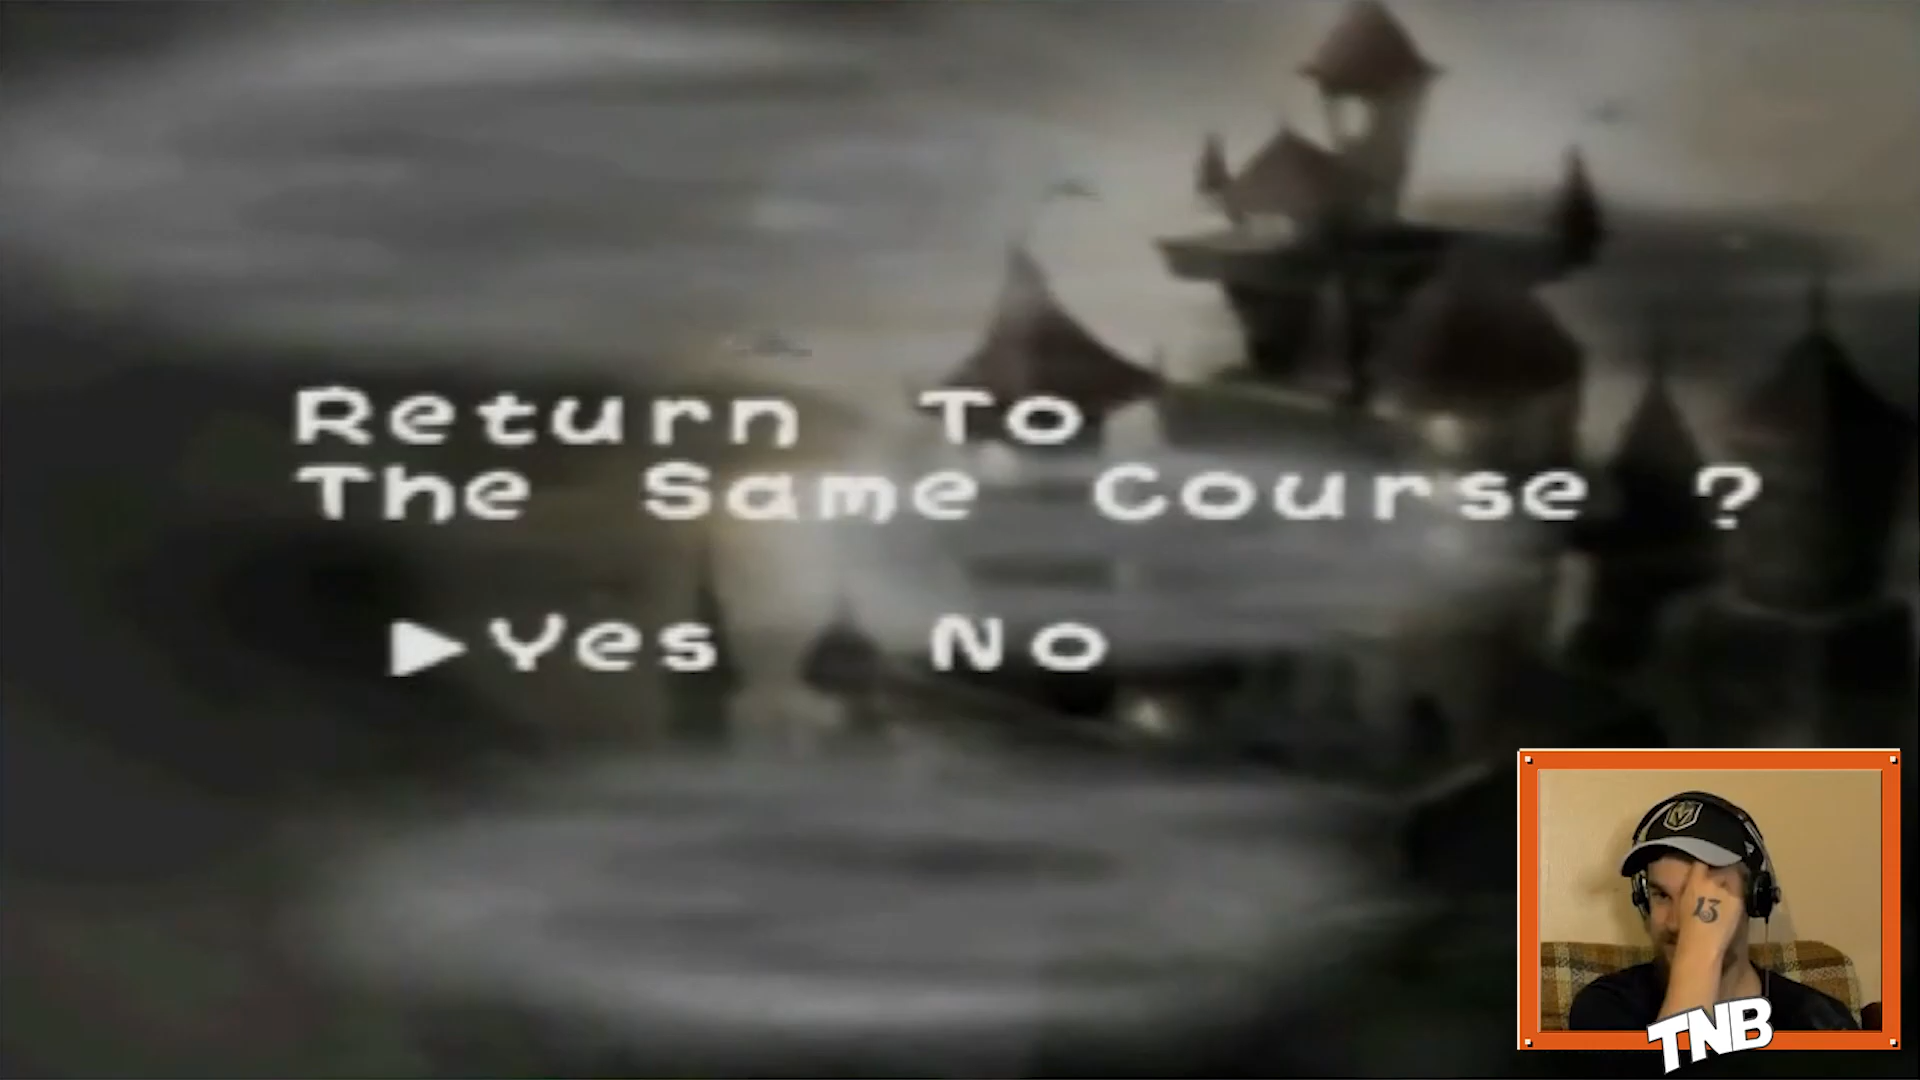 Return To
The Same Course ?
▶Yes No
13
TNB